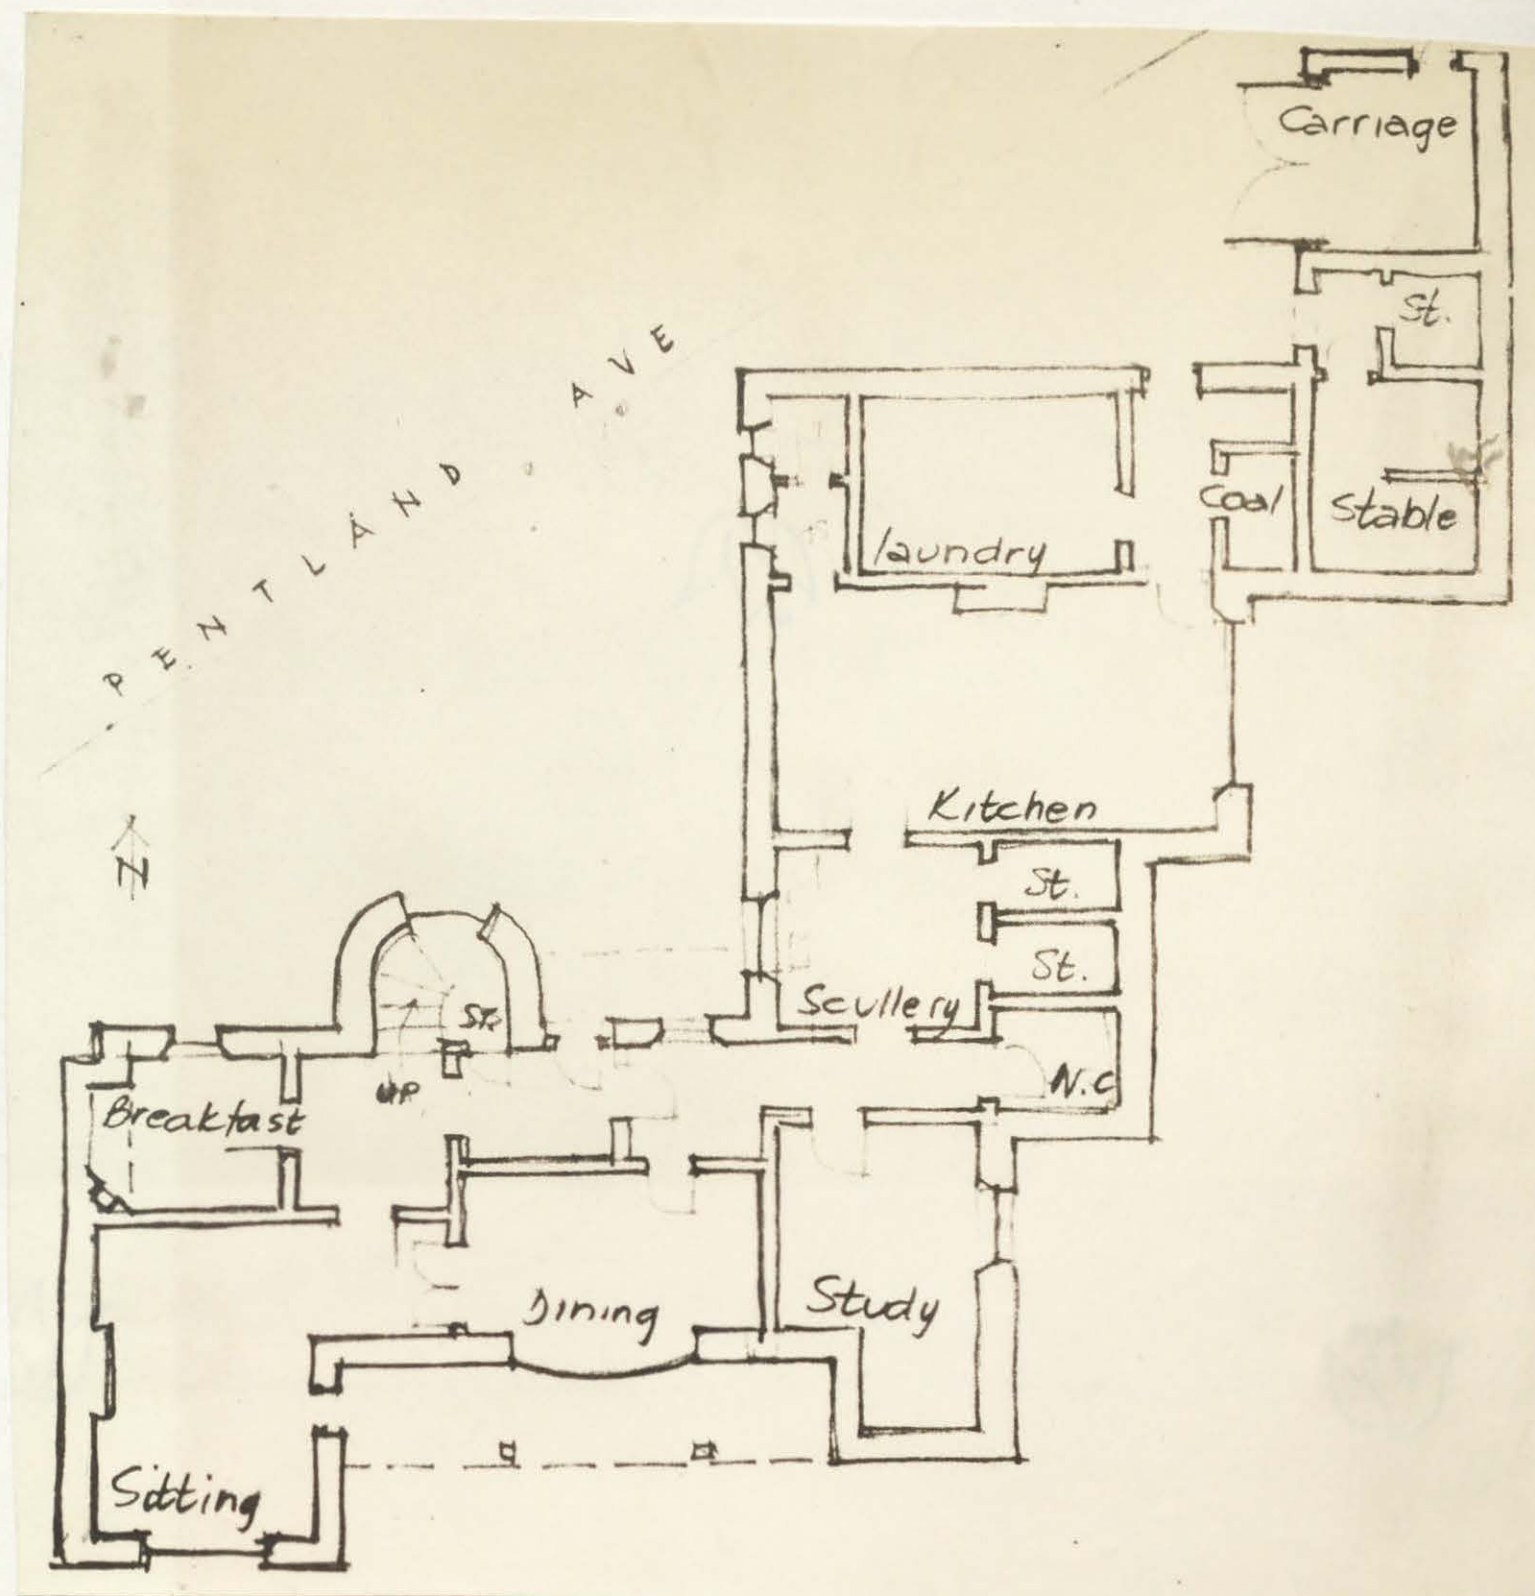 Carriage
St.
PENTLAND AVE
Coal
Stable
laundry
Kitchen
N
St.
St.
Scullery
St.
UP
N.C
Breakfast
Dining
Study
Sitting